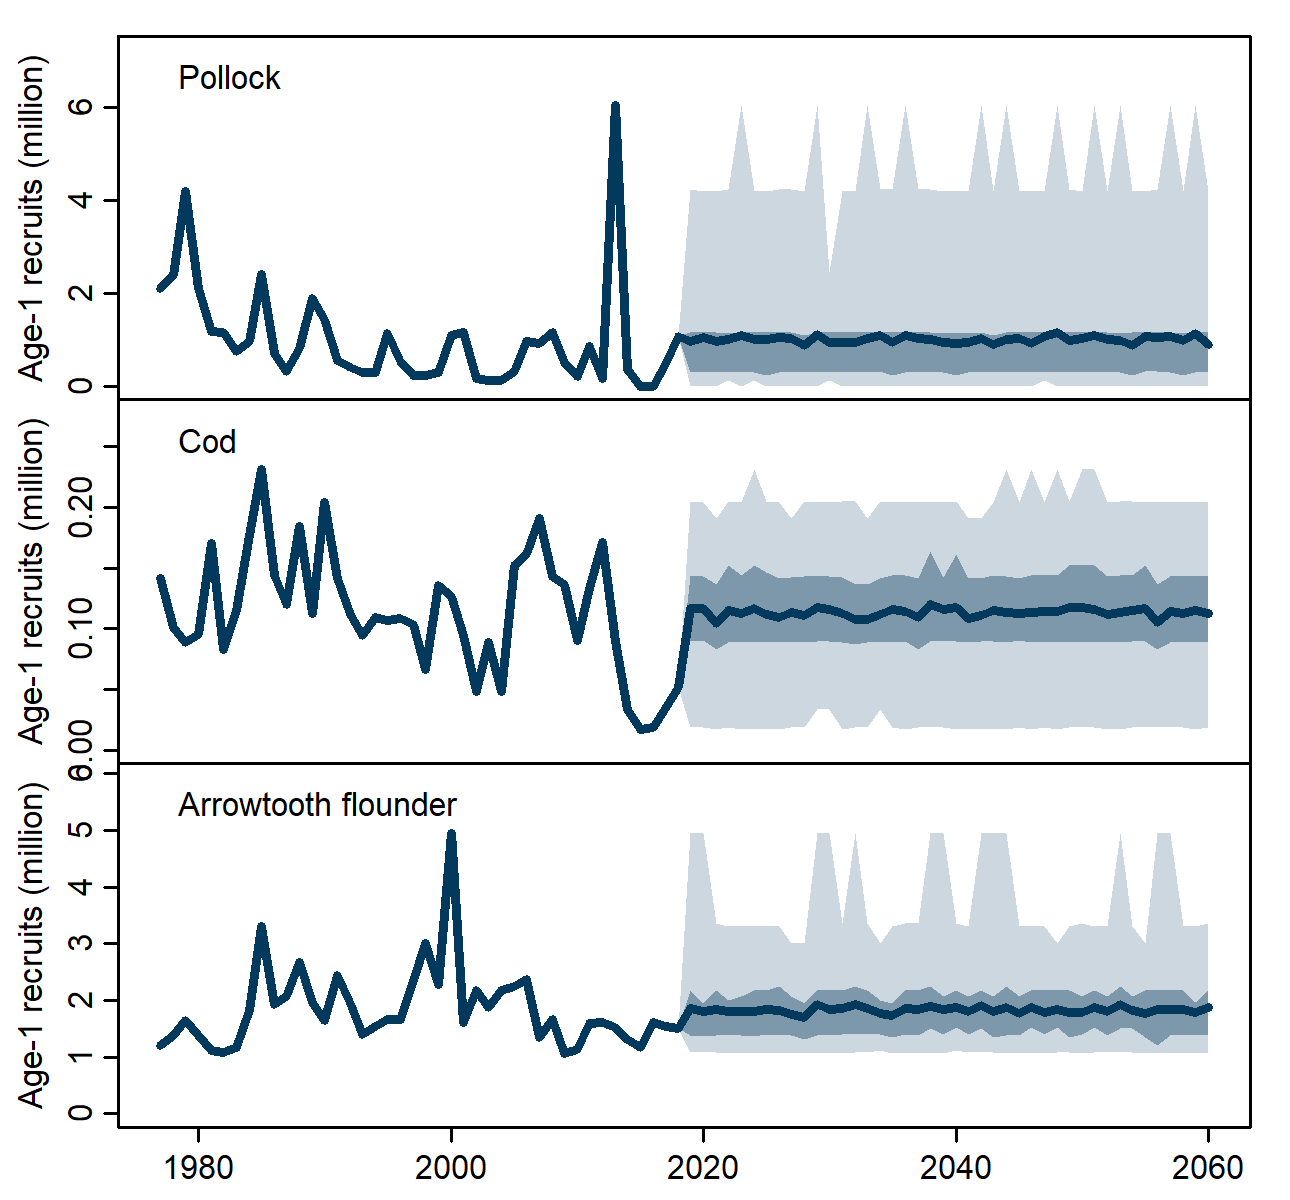 Pollock
Age-1 recruits (million)
6
4
2
0
Cod
Age-1 recruits (million)
0.20
0.10
0.00
Arrowtooth flounder
Age-1 recruits (million)
6
5
4
3
2
1
0
1980 2000 2020 2040 2060